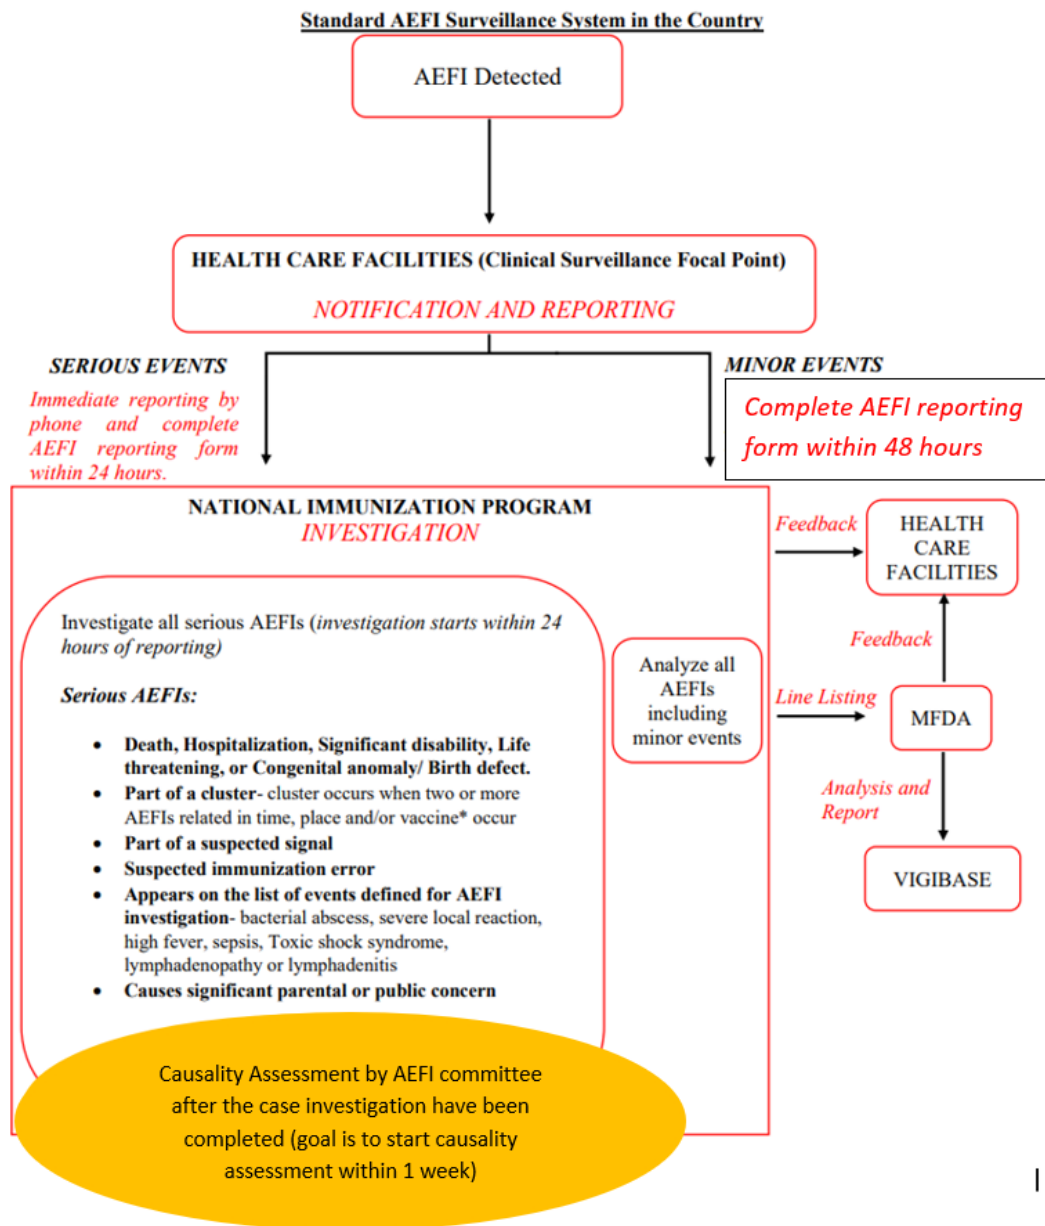 Standard AEFI Surveillance System in the Country
AEFI Detected
HEALTH CARE FACILITIES (Clinical Surveillance Focal Point)
NOTIFICATION AND REPORTING
SERIOUS EVENTS
Immediate reporting by
phone and complete
AEFI reporting form
within 24 hours.
MINOR EVENTS
Complete AEFI reporting
form within 48 hours
NATIONAL IMMUNIZATION PROGRAM
INVESTIGATION
Investigate all serious AEFIs (investigation starts within 24
hours of reporting)
Serious AEFIs:
• Death, Hospitalization, Significant disability, Life
threatening, or Congenital anomaly/ Birth defect.
• Part of a cluster- cluster occurs when two or more
AEFIs related in time, place and/or vaccine* occur
• Part of a suspected signal
• Suspected immunization error
• Appears on the list of events defined for AEFI
investigation- bacterial abscess, severe local reaction,
high fever, sepsis, Toxic shock syndrome,
lymphadenopathy or lymphadenitis
• Causes significant parental or public concern
Analyze all
AEFIs
including
minor events
Causality Assessment by AEFI committee
after the case investigation have been
completed (goal is to start causality
assessment within 1 week)
Feedback
HEALTH
CARE
FACILITIES
Feedback
Line Listing
MFDA
Analysis and
Report
VIGIBASE